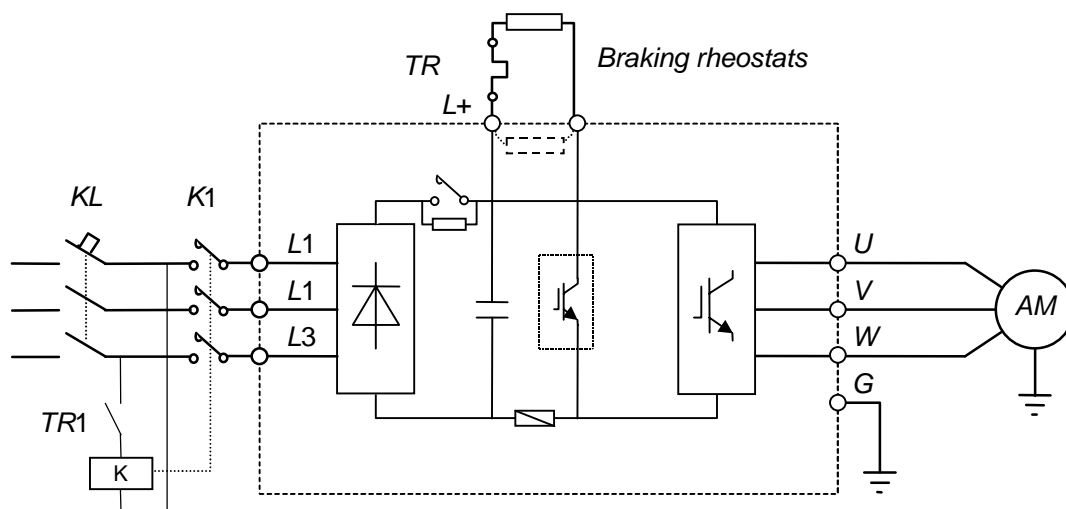 TR
Braking rheostats
L+
KL
K1
L1
U
L1
V
AM
L3
W
G
TR1
K